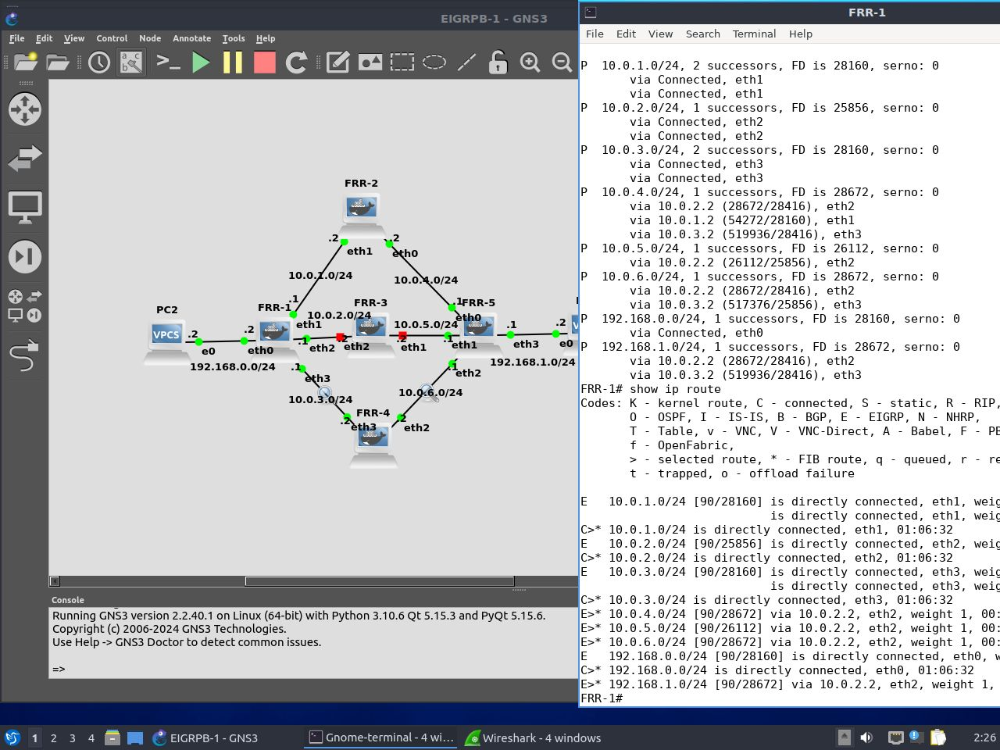 EIGRPB-1 - GNS3
File Edit View Control Node Annotate Tools Help
FRR-2
.2
.2
eth1
eth0
10.0.1.0/24
10.0.4.0/24
.1
.1
PC2
FRR-1
FRR-3
FRR-5
10.0.2.0/24
eth0
VPCS
.2
.2
eth1
10.0.5.0/24
.1
.2
e0
eth0
.1
eth2
.2
eth2
.2
eth1
.1
eth1
eth3
e0
192.168.0.0/24
.1
.1
192.168.1.0/24
eth3
eth2
10.0.3.0/24
10.0.6.0/24
FRR-4
.2
eth3
.2
eth2
Console
Running GNS3 version 2.2.40.1 on Linux (64-bit) with Python 3.10.6 Qt 5.15.3 and PyQt 5.15.6.
Copyright (c) 2006-2024 GNS3 Technologies.
Use Help -> GNS3 Doctor to detect common issues.
=>
FRR-1
File Edit View Search Terminal Help
P 10.0.1.0/24, 2 successors, FD is 28160, serno: 0
via Connected, eth1
via Connected, eth1
P 10.0.2.0/24, 1 successors, FD is 25856, serno: 0
via Connected, eth2
via Connected, eth2
P 10.0.3.0/24, 2 successors, FD is 28160, serno: 0
via Connected, eth3
via Connected, eth3
P 10.0.4.0/24, 1 successors, FD is 28672, serno: 0
via 10.0.2.2 (28672/28416), eth2
via 10.0.1.2 (54272/28160), eth1
via 10.0.3.2 (519936/28416), eth3
P 10.0.5.0/24, 1 successors, FD is 26112, serno: 0
via 10.0.2.2 (26112/25856), eth2
P 10.0.6.0/24, 1 successors, FD is 28672, serno: 0
via 10.0.2.2 (28672/28416), eth2
via 10.0.3.2 (517376/25856), eth3
P 192.168.0.0/24, 1 successors, FD is 28160, serno: 0
via Connected, eth0
P 192.168.1.0/24, 1 successors, FD is 28672, serno: 0
via 10.0.2.2 (28672/28416), eth2
via 10.0.3.2 (519936/28416), eth3
FRR-1# show ip route
Codes: K - kernel route, C - connected, S - static, R - RIP,
O - OSPF, I - IS-IS, B - BGP, E - EIGRP, N - NHRP,
T - Table, v - VNC, V - VNC-Direct, A - Babel, F - PB
f - OpenFabric,
> - selected route, * - FIB route, q - queued, r - re
t - trapped, o - offload failure
E 10.0.1.0/24 [90/28160] is directly connected, eth1, weig
is directly connected, eth1, weig
C>* 10.0.1.0/24 is directly connected, eth1, 01:06:32
E 10.0.2.0/24 [90/25856] is directly connected, eth2, weig
C>* 10.0.2.0/24 is directly connected, eth2, 01:06:32
E 10.0.3.0/24 [90/28160] is directly connected, eth3, weig
is directly connected, eth3, weig
C>* 10.0.3.0/24 is directly connected, eth3, 01:06:32
E>* 10.0.4.0/24 [90/28672] via 10.0.2.2, eth2, weight 1, 00:
E>* 10.0.5.0/24 [90/26112] via 10.0.2.2, eth2, weight 1, 00:
E>* 10.0.6.0/24 [90/28672] via 10.0.2.2, eth2, weight 1, 00:
E 192.168.0.0/24 [90/28160] is directly connected, eth0, w
C>* 192.168.0.0/24 is directly connected, eth0, 01:06:32
E>* 192.168.1.0/24 [90/28672] via 10.0.2.2, eth2, weight 1,
FRR-1#
1 2 3 4 EIGRPB-1 - GNS3 Gnome-terminal - 4 wi... Wireshark - 4 windows 2:26